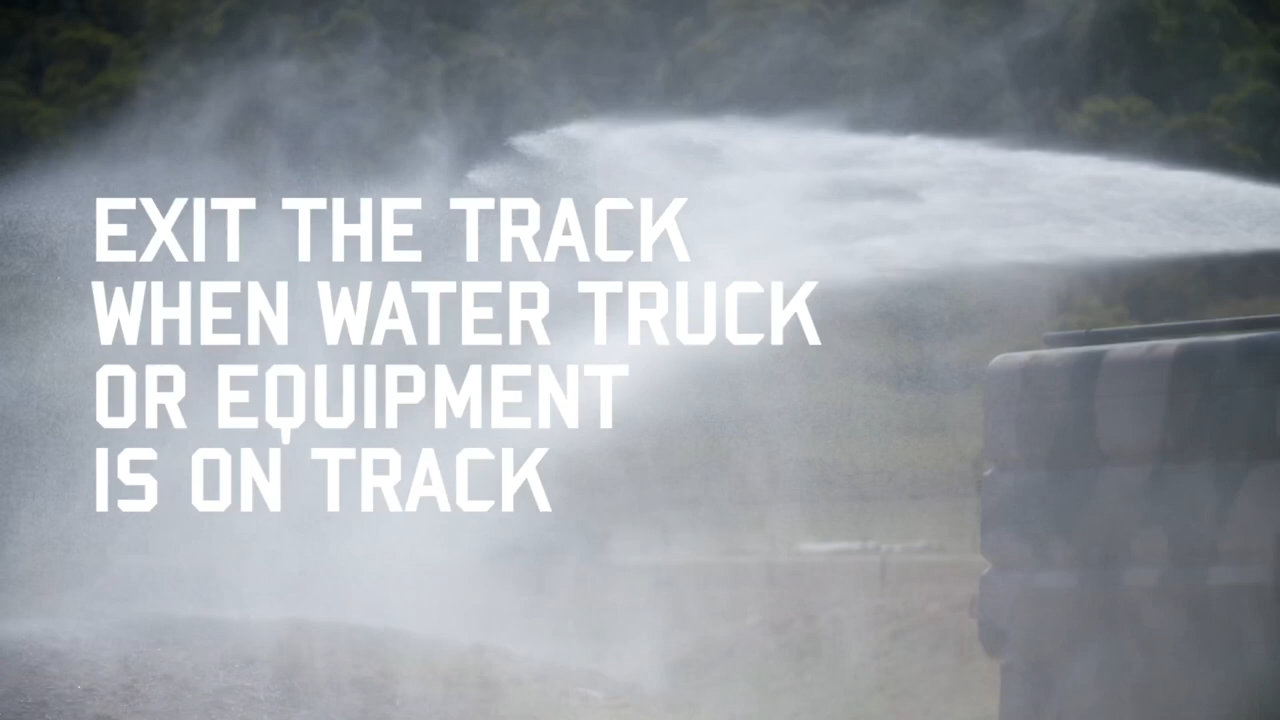 EXIT THE TRACK
WHEN WATER TRUCK
OR EQUIPMENT
IS ON TRACK